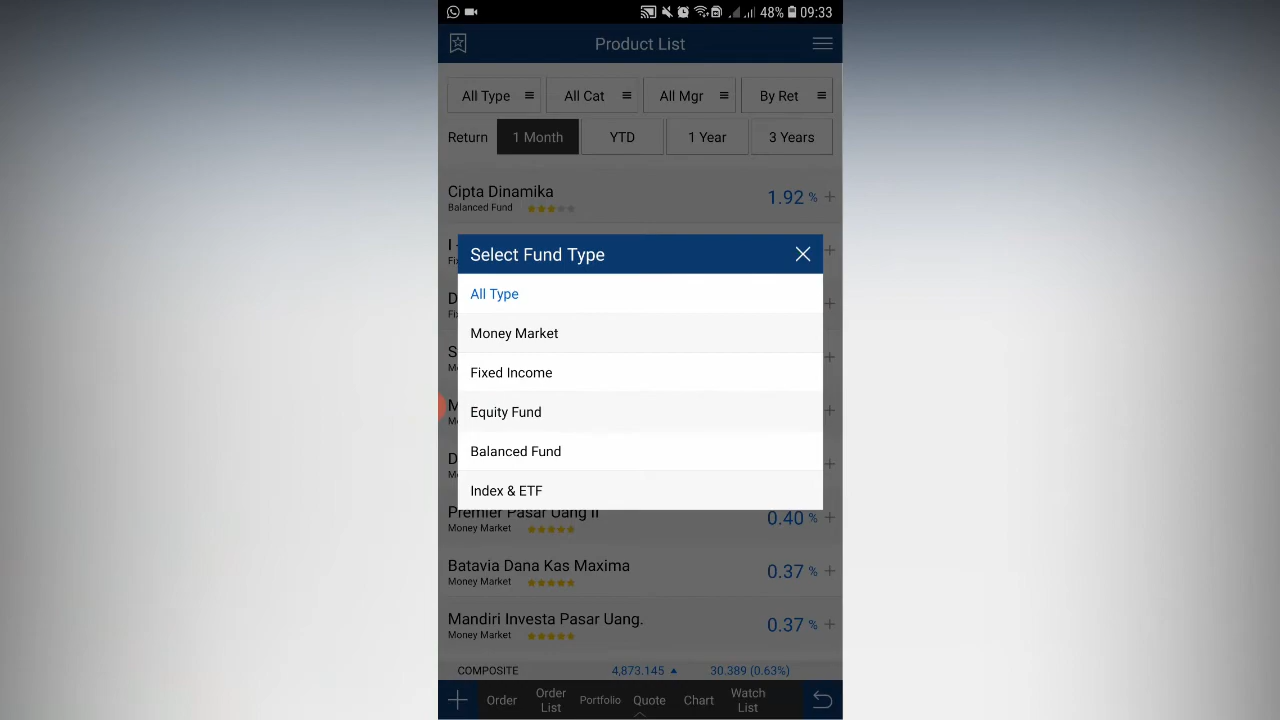 48% 09:33
Product List
All Type All Cat All Mgr By Ret
Return 1 Month YTD 1 Year 3 Years
Cipta Dinamika
1.92 %
Balanced Fund
Select Fund Type
All Type
Money Market
Fixed Income
Equity Fund
Balanced Fund
Index & ETF
Premier Pasar Uang II
0.40 %
Money Market
Batavia Dana Kas Maxima
0.37 %
Money Market
Mandiri Investa Pasar Uang.
0.37 %
Money Market
COMPOSITE 4,873.145 ▲ 30.389 (0.63%)
Order Order List Portfolio Quote Chart Watch List